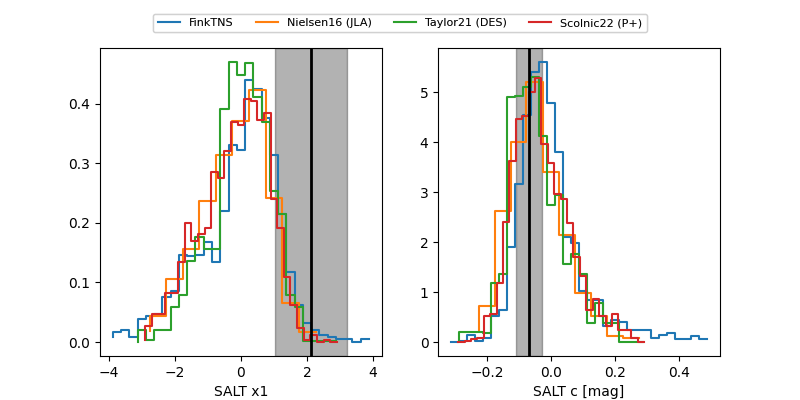 FinkTNS Nielsen16 (JLA) Taylor21 (DES) Scolnic22 (P+)
0.4
0.3
0.2
0.1
0.0
−4 −2 0 2 4
SALT x1
5
4
3
2
1
0
−0.2 0.0 0.2 0.4
SALT c [mag]